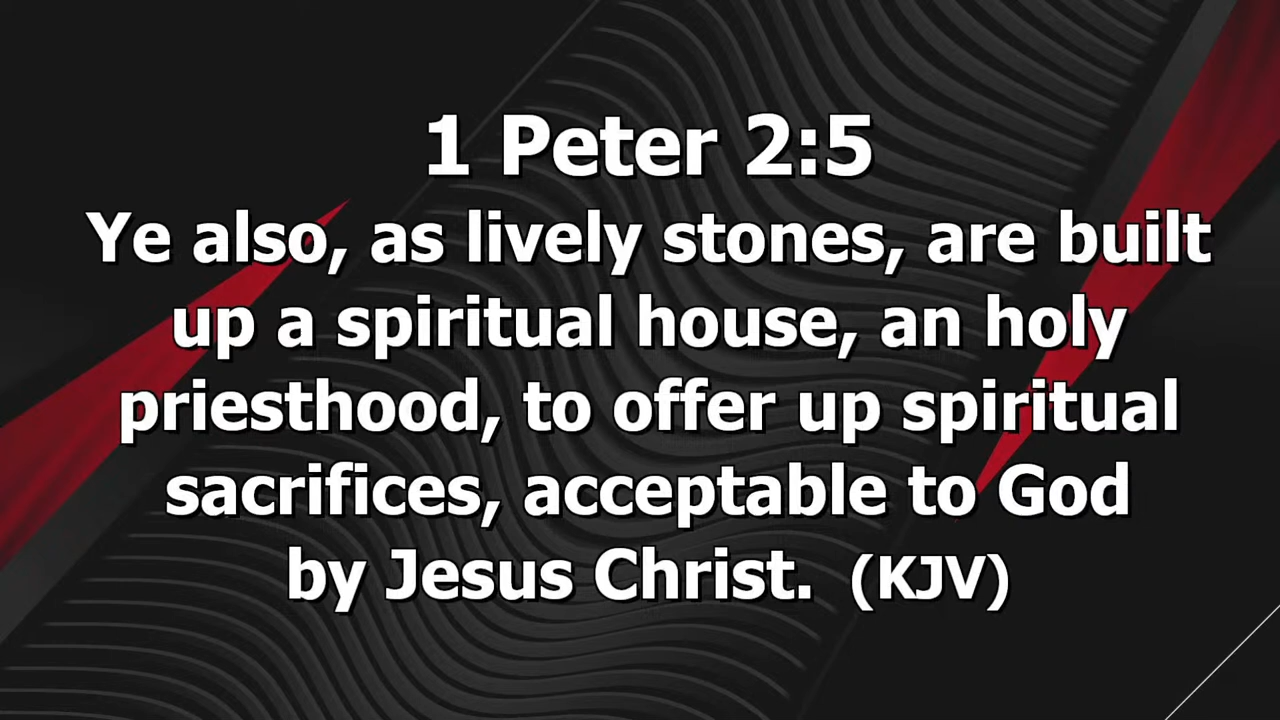 1 Peter 2:5
Ye also, as lively stones, are built
up a spiritual house, an holy
priesthood, to offer up spiritual
sacrifices, acceptable to God
by Jesus Christ. (KJV)